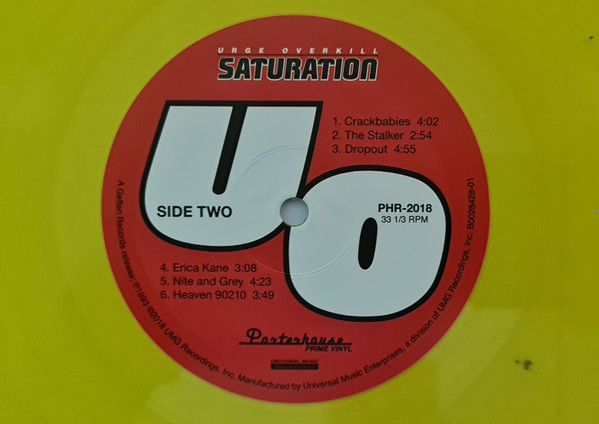 URGE OVERKILL
SATURATION
1. Crackbabies 4:02
2. The Stalker 2:54
3. Dropout 4:55
UO
SIDE TWO
PHR-2018
33 1/3 RPM
4. Erica Kane 3:08
5. Nite and Grey 4:23
6. Heaven 90210 3:49
Porterhouse
PRIME VINYL
UNIVERSAL MUSIC
A Geffen Records release; ℗1993 ©2018 UMG Recordings, Inc. Manufactured by Universal Music Enterprises, a division of UMG Recordings, Inc. B0028428-01